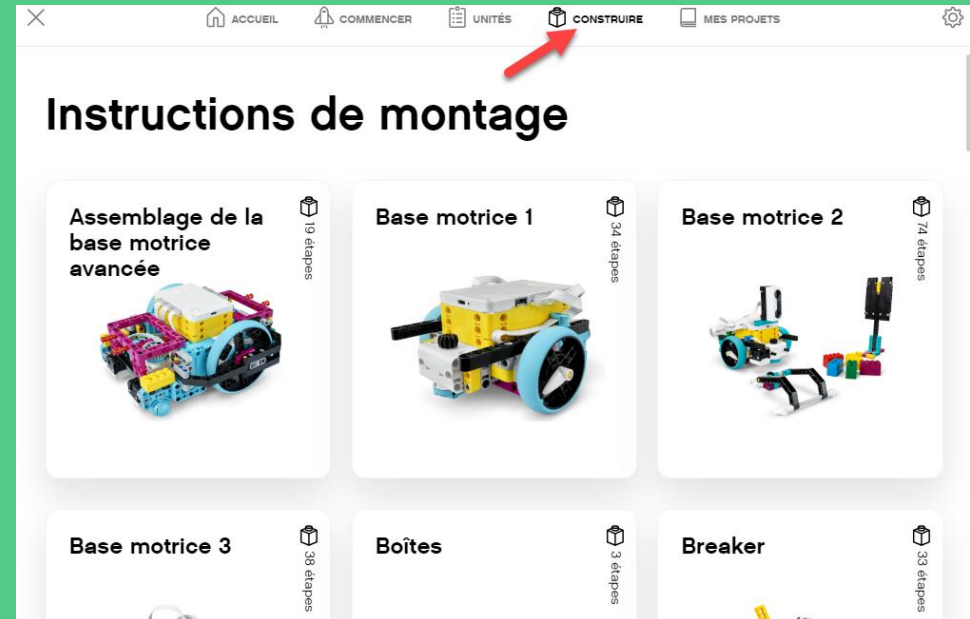 ACCUEIL
COMMENCER
UNITÉS
CONSTRUIRE
MES PROJETS
Instructions de montage
Assemblage de la
base motrice
avancée
19 étapes
Base motrice 1
34 étapes
Base motrice 2
74 étapes
Base motrice 3
38 étapes
Boîtes
3 étapes
Breaker
33 étapes